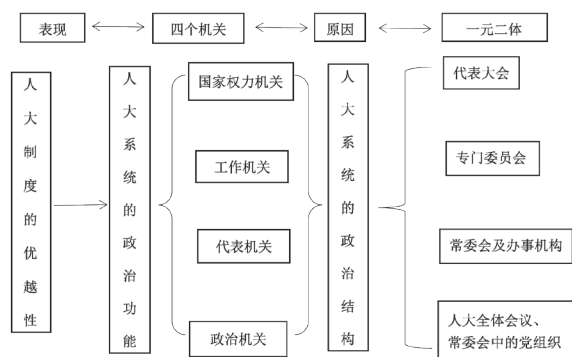 表现
四个机关
原因
一元二体
人大制度的优越性
人大系统的政治功能
国家权力机关
工作机关
代表机关
政治机关
人大系统的政治结构
代表大会
专门委员会
常委会及办事机构
人大全体会议、
常委会中的党组织